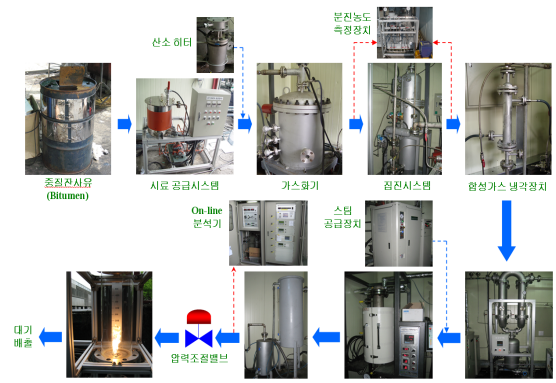 분진농도
측정장치
산소 히터
중질잔사유
(Bitumen)
시료 공급시스템
가스화기
집진시스템
합성가스 냉각장치
On-line
분석기
스팀
공급장치
대기
배출
압력조절밸브